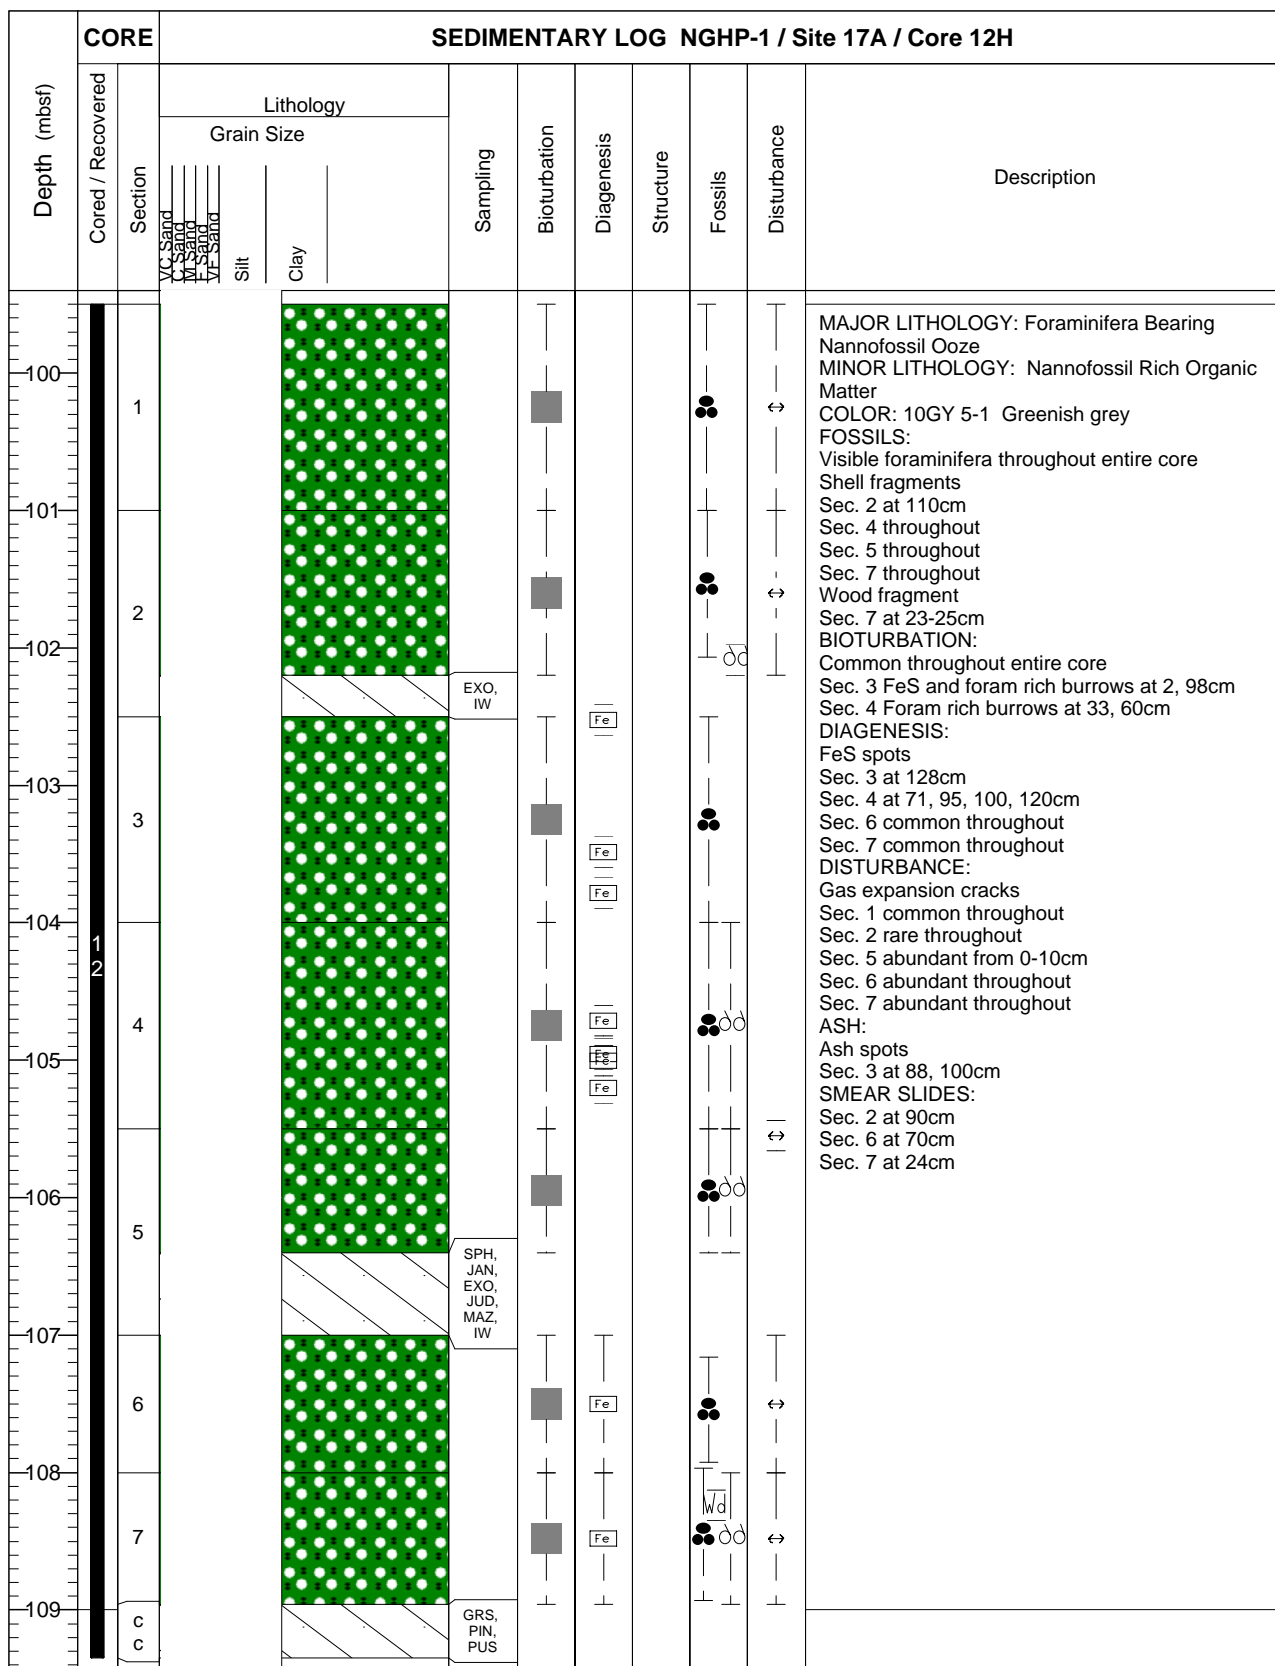 CORE
SEDIMENTARY LOG NGHP-1 / Site 17A / Core 12H
Depth (mbsf)
Cored / Recovered
Section
Lithology
Grain Size
VC Sand
C Sand
M Sand
F Sand
VF Sand
Silt
Clay
Sampling
Bioturbation
Diagenesis
Structure
Fossils
Disturbance
Description
100
101
102
103
104
105
106
107
108
109
1
2
1
2
3
4
5
6
7
C
C
EXO,
IW
SPH,
JAN,
EXO,
JUD,
MAZ,
IW
GRS,
PIN,
PUS
Fe
Fe
Fe
Fe
Fe
Fe
Fe
Fe
Fe
Wd
MAJOR LITHOLOGY: Foraminifera Bearing
Nannofossil Ooze
MINOR LITHOLOGY: Nannofossil Rich Organic
Matter
COLOR: 10GY 5-1 Greenish grey
FOSSILS:
Visible foraminifera throughout entire core
Shell fragments
Sec. 2 at 110cm
Sec. 4 throughout
Sec. 5 throughout
Sec. 7 throughout
Wood fragment
Sec. 7 at 23-25cm
BIOTURBATION:
Common throughout entire core
Sec. 3 FeS and foram rich burrows at 2, 98cm
Sec. 4 Foram rich burrows at 33, 60cm
DIAGENESIS:
FeS spots
Sec. 3 at 128cm
Sec. 4 at 71, 95, 100, 120cm
Sec. 6 common throughout
Sec. 7 common throughout
DISTURBANCE:
Gas expansion cracks
Sec. 1 common throughout
Sec. 2 rare throughout
Sec. 5 abundant from 0-10cm
Sec. 6 abundant throughout
Sec. 7 abundant throughout
ASH:
Ash spots
Sec. 3 at 88, 100cm
SMEAR SLIDES:
Sec. 2 at 90cm
Sec. 6 at 70cm
Sec. 7 at 24cm